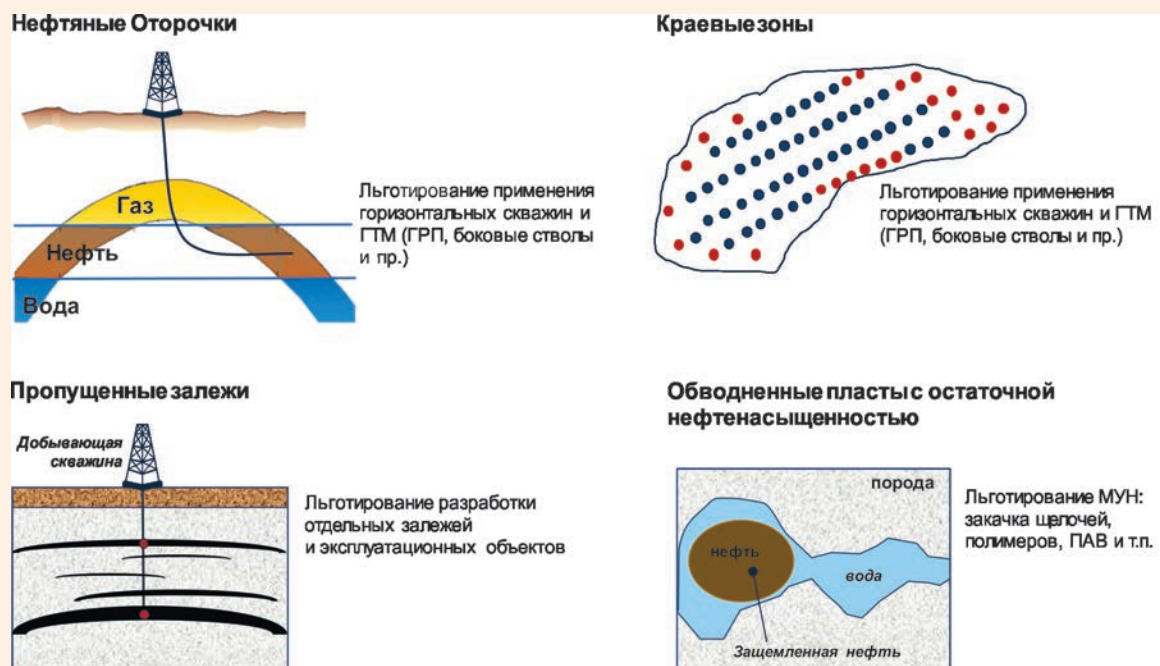 Нефтяные Оторочки
Газ
Нефть
Вода
Льготирование применения
горизонтальных скважин и
ГТМ (ГРП, боковые стволы
и пр.)
Краевыезоны
Льготирование применения
горизонтальных скважин и ГТМ
(ГРП, боковые стволы и пр.)
Пропущенные залежи
Добывающая
скважина
Льготирование разработки
отдельных залежей
и эксплуатационных объектов
Обводненные пласты с остаточной
нефтенасыщенностью
порода
нефть
вода
Защемленная нефть
Льготирование МУН:
закачка щелочей,
полимеров, ПАВ и т.п.